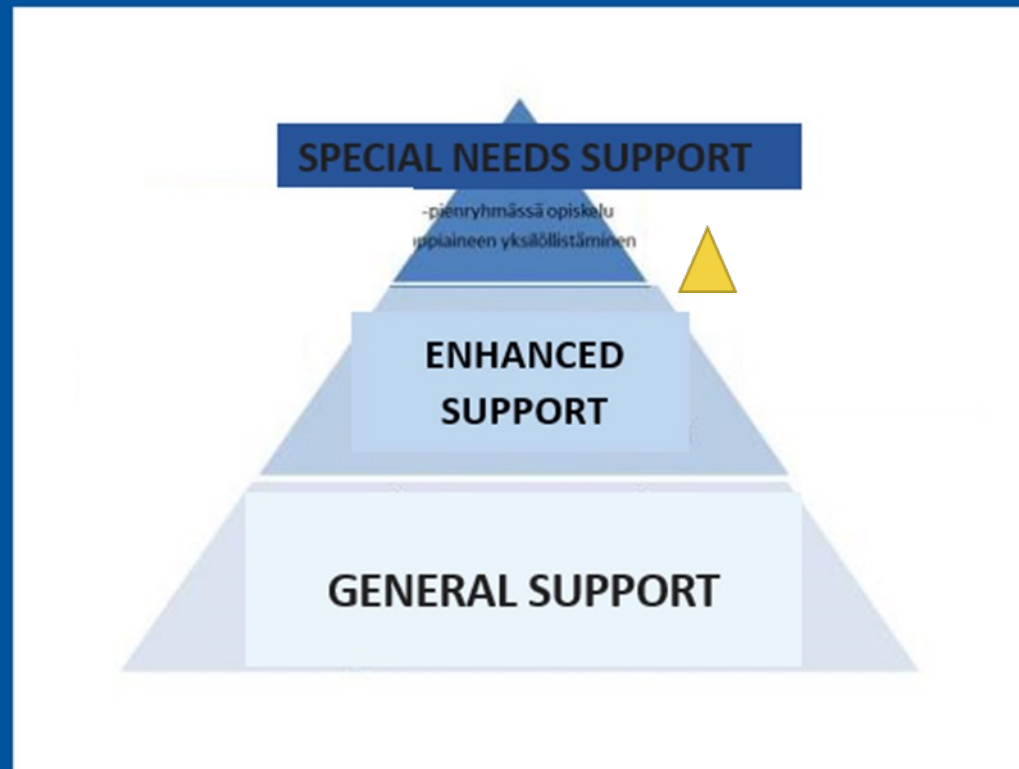 SPECIAL NEEDS SUPPORT
-pienryhmässä opiskelu
yksilöllistäminen
ENHANCED
SUPPORT
GENERAL SUPPORT